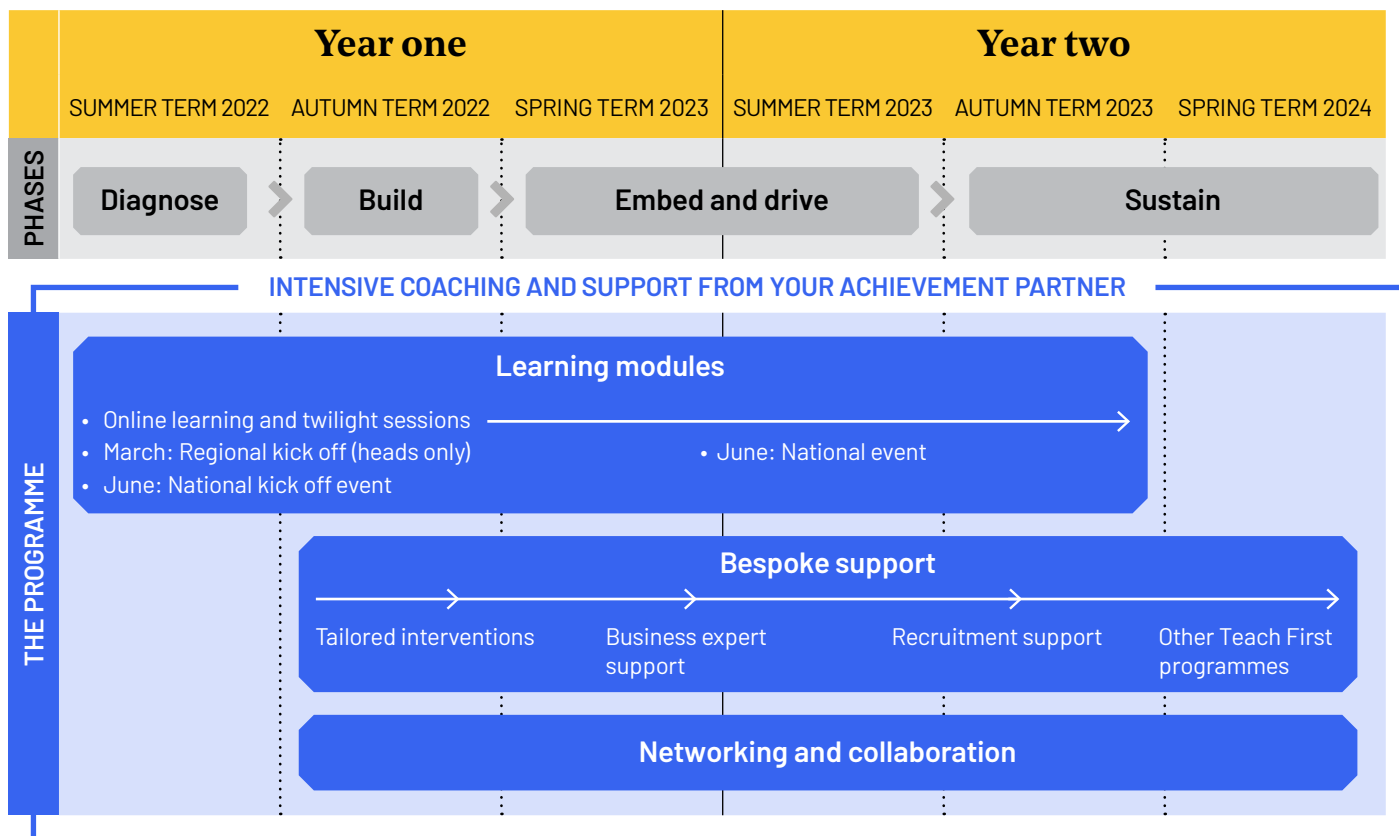 Year one
Year two
SUMMER TERM 2022
AUTUMN TERM 2022
SPRING TERM 2023
SUMMER TERM 2023
AUTUMN TERM 2023
SPRING TERM 2024
PHASES
Diagnose
Build
Embed and drive
Sustain
INTENSIVE COACHING AND SUPPORT FROM YOUR ACHIEVEMENT PARTNER
THE PROGRAMME
Learning modules
• Online learning and twilight sessions
• March: Regional kick off (heads only)
• June: National kick off event
• June: National event
Bespoke support
Tailored interventions
Business expert
support
Recruitment support
Other Teach First
programmes
Networking and collaboration